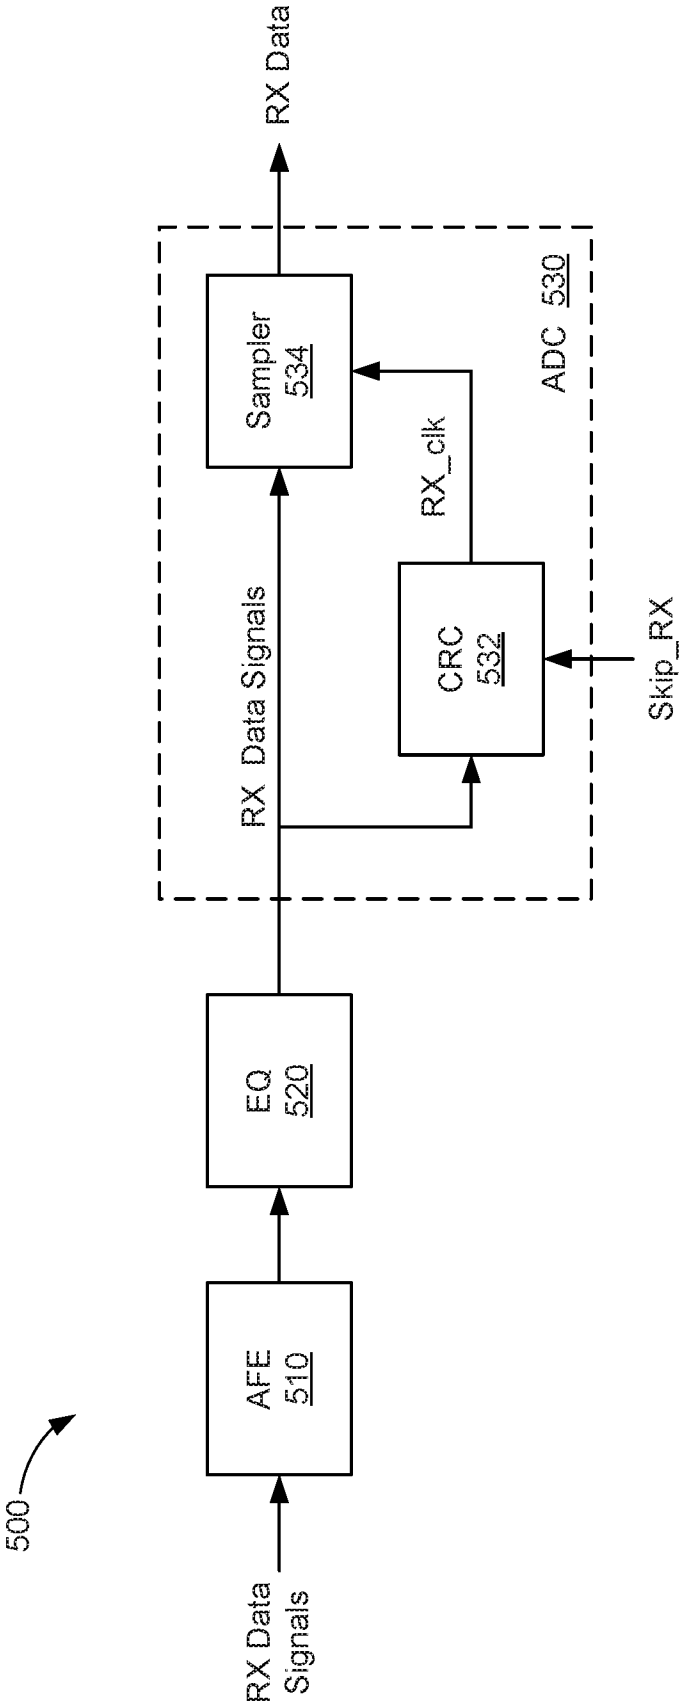 500
RX Data
Signals
AFE
510
EQ
520
RX Data Signals
CRC
532
Skip_RX
RX_clk
Sampler
534
ADC 530
RX Data